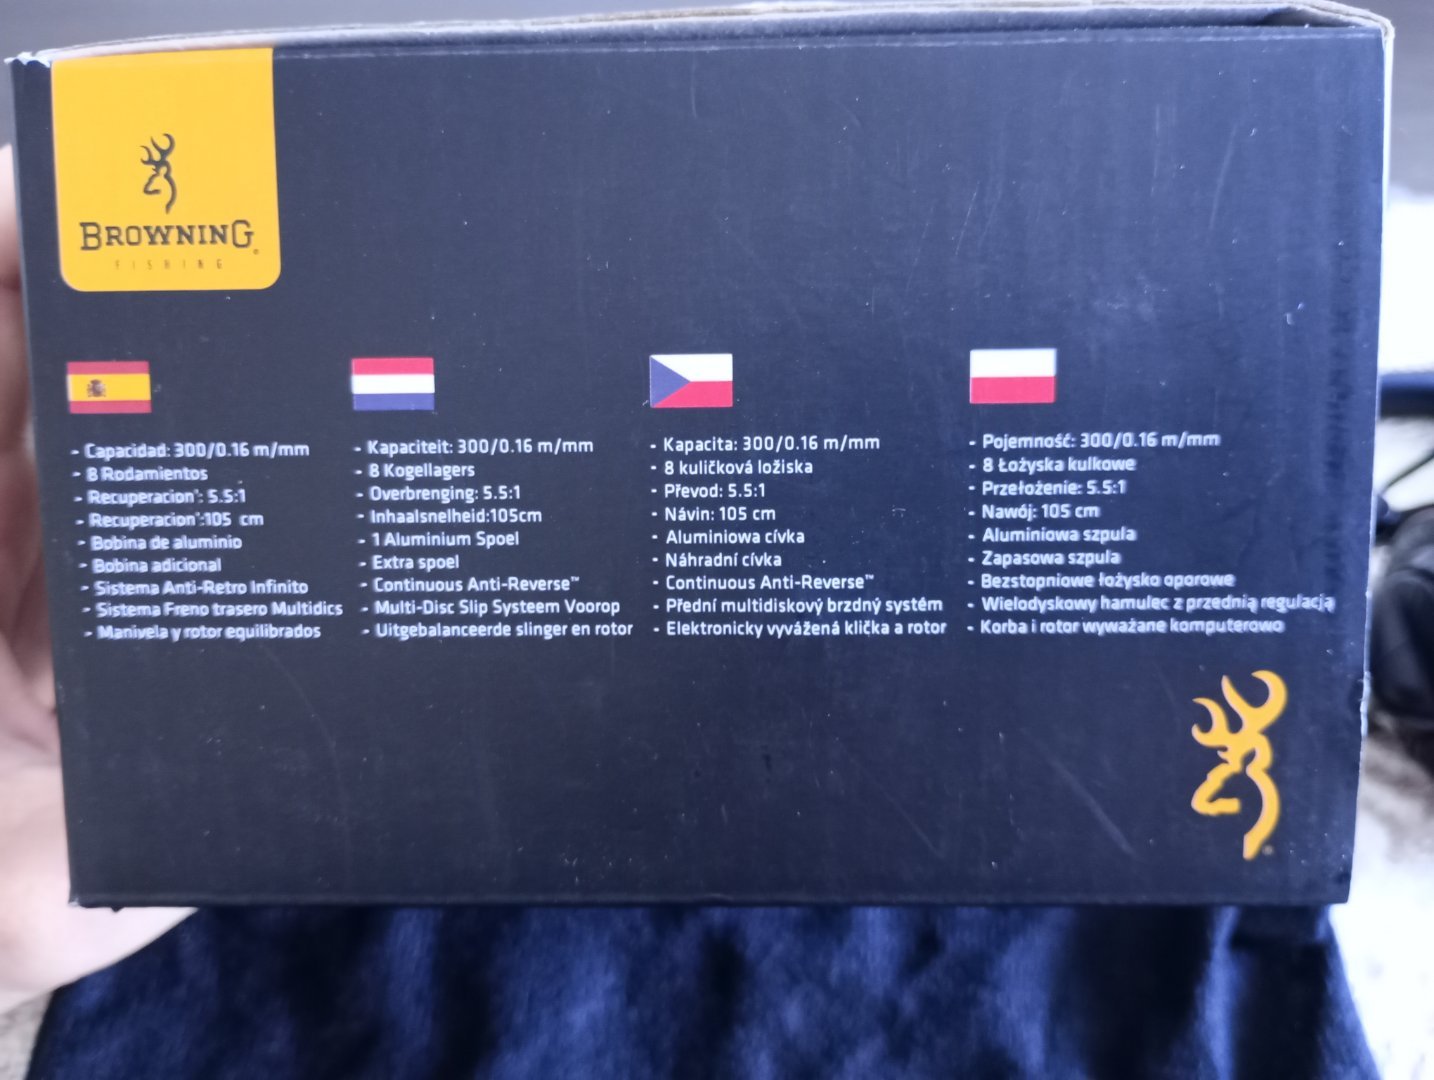 BROWNING
FISHING
- Capacidad: 300/0.16 m/mm
- 8 Rodamientos
- Recuperacion": 5.5:1
- Recuperacion":105 cm
- Bobina de aluminio
- Bobina adicional
- Sistema Anti-Retro Infinito
- Sistema Freno trasero Multidics
- Manivela y rotor equilibrados
- Kapaciteit: 300/0.16 m/mm
- 8 Kogellagers
- Overbrenging: 5.5:1
- Inhaalsnelheid:105cm
- 1 Aluminium Spoel
- Extra spoel
- Continuous Anti-Reverse™
- Multi-Disc Slip Systeem Voorop
- Uitgebalanceerde slinger en rotor
- Kapacita: 300/0.16 m/mm
- 8 kuličková ložiska
- Převod: 5.5:1
- Návin: 105 cm
- Aluminiowa cívka
- Náhradní cívka
- Continuous Anti-Reverse™
- Přední multidiskový brzdný systém
- Elektronicky vyvážená klička a rotor
- Pojemność: 300/0.16 m/mm
- 8 Łożyska kulkowe
- Przełożenie: 5.5:1
- Nawój: 105 cm
- Aluminiowa szpula
- Zapasowa szpula
- Bezstopniowe łożysko oporowe
- Wielodyskowy hamulec z przednią regulacją
- Korba i rotor wyważane komputerowo